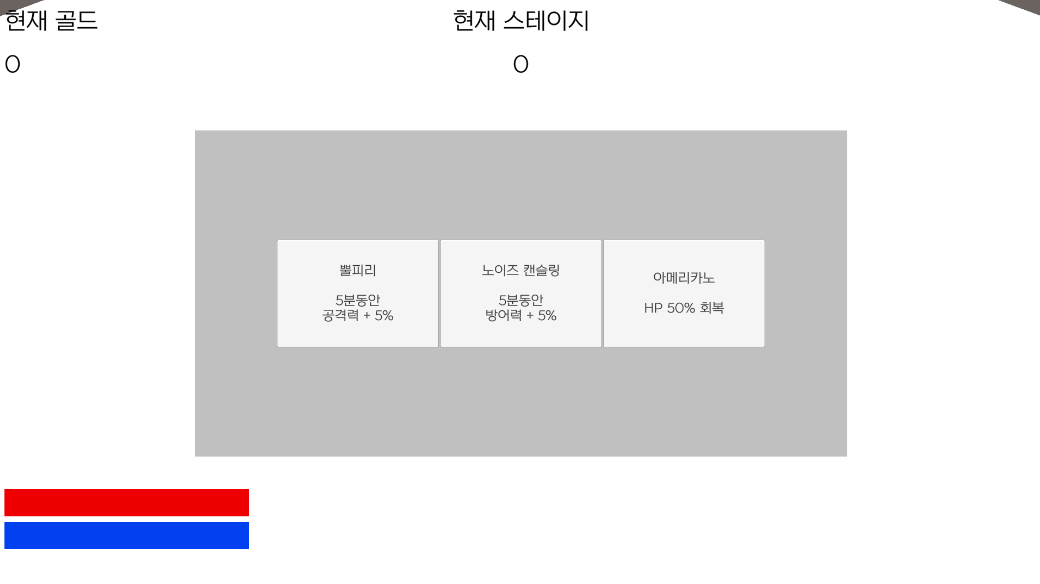 현재 골드
현재 스테이지
0
0
뿔피리
5분동안
공격력 + 5%
노이즈 캔슬링
5분동안
방어력 + 5%
아메리카노
HP 50% 회복